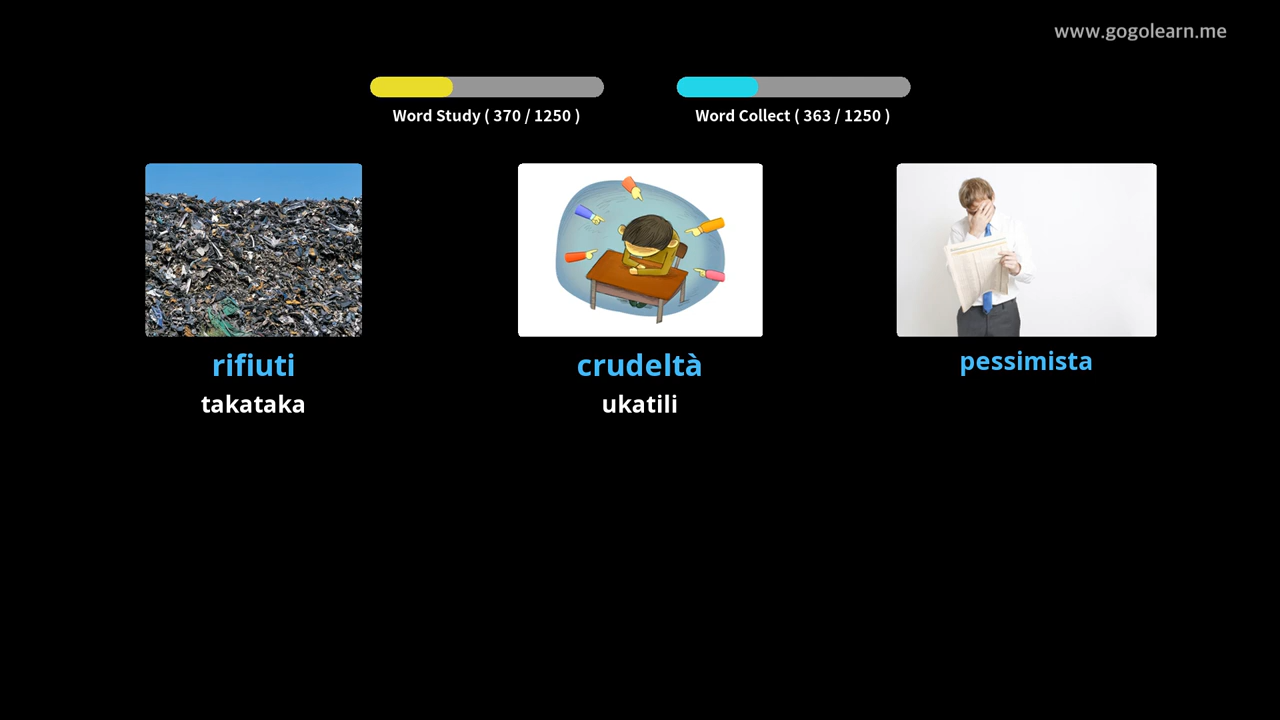 www.gogolearn.me
Word Study ( 370 / 1250 )
Word Collect ( 363 / 1250 )
rifiuti
crudeltà
pessimista
takataka
ukatili